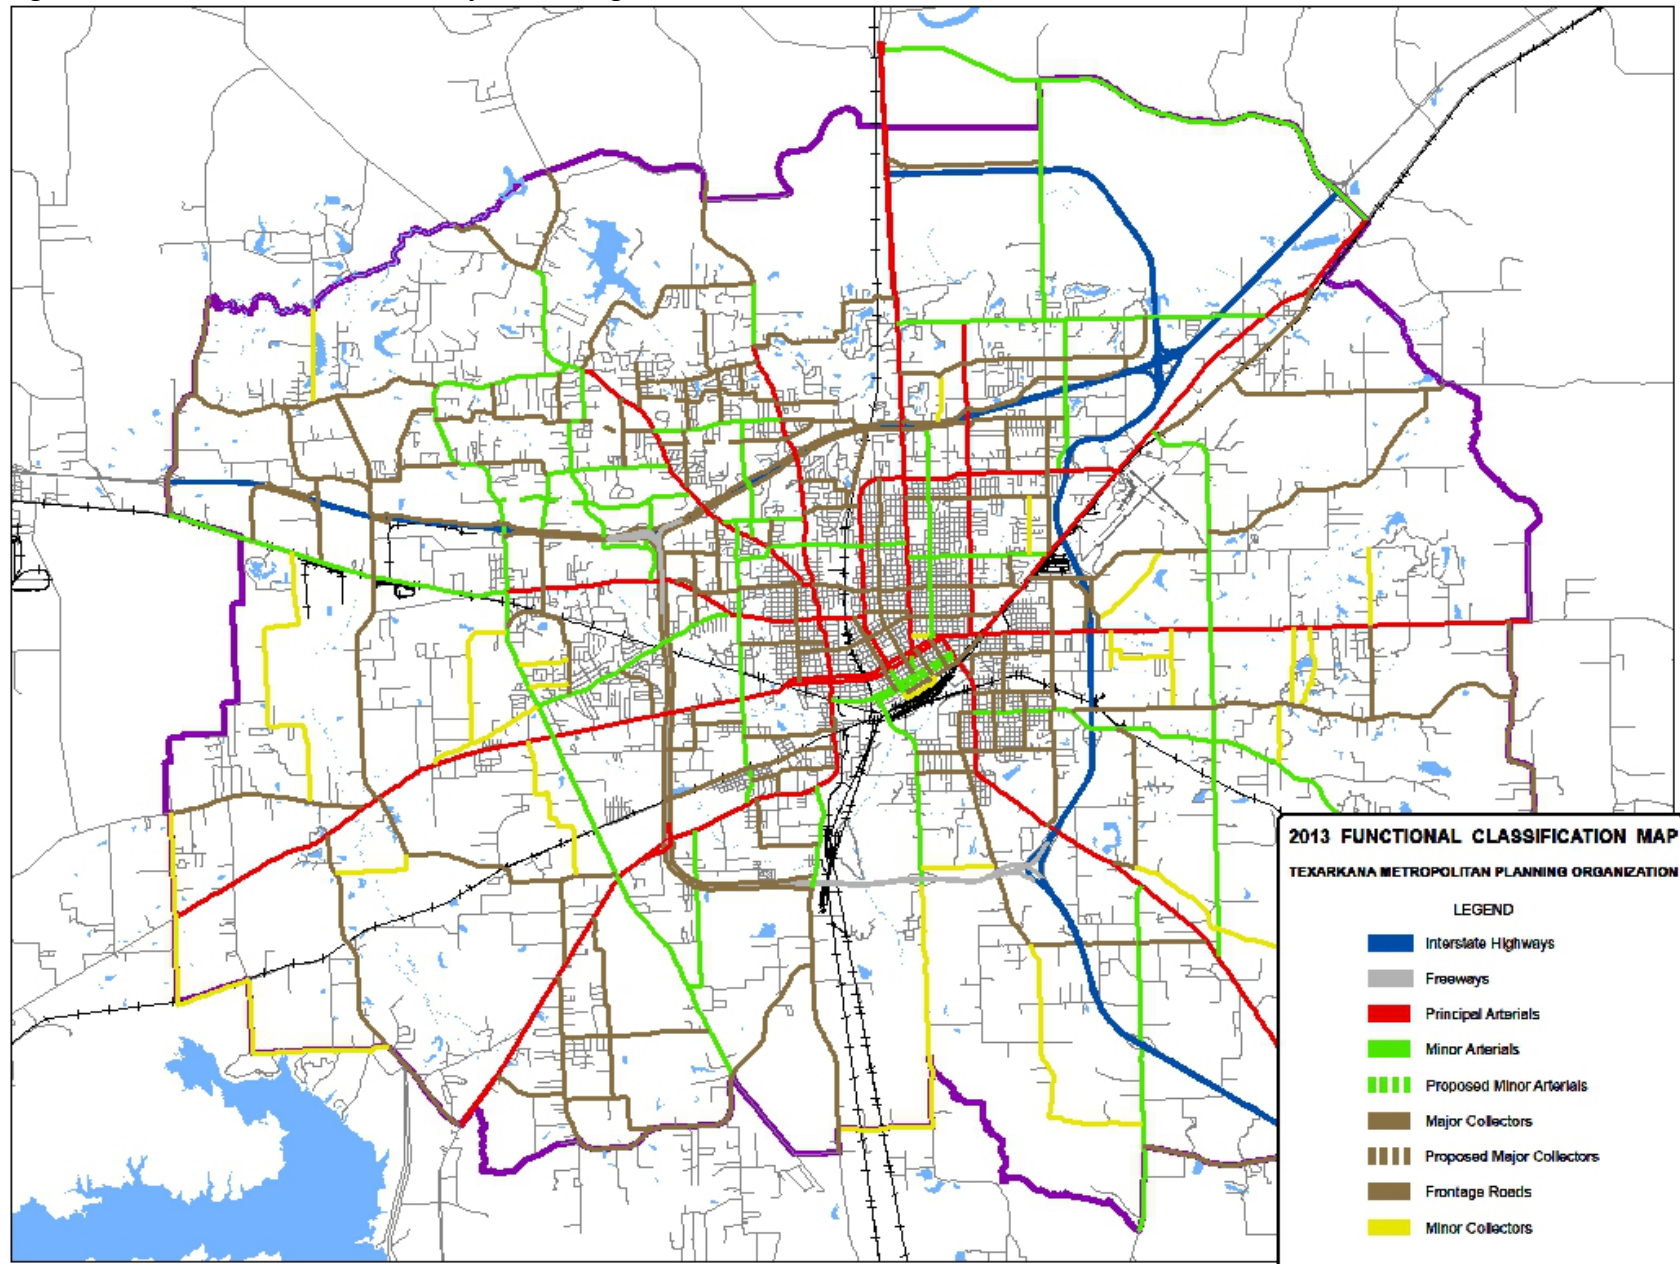 2013 FUNCTIONAL CLASSIFICATION MAP
TEXARKANA METROPOLITAN PLANNING ORGANIZATION
LEGEND
Interstate Highways
Freeways
Principal Arterials
Minor Arterials
Proposed Minor Arterials
Major Collectors
Proposed Major Collectors
Frontage Roads
Minor Collectors